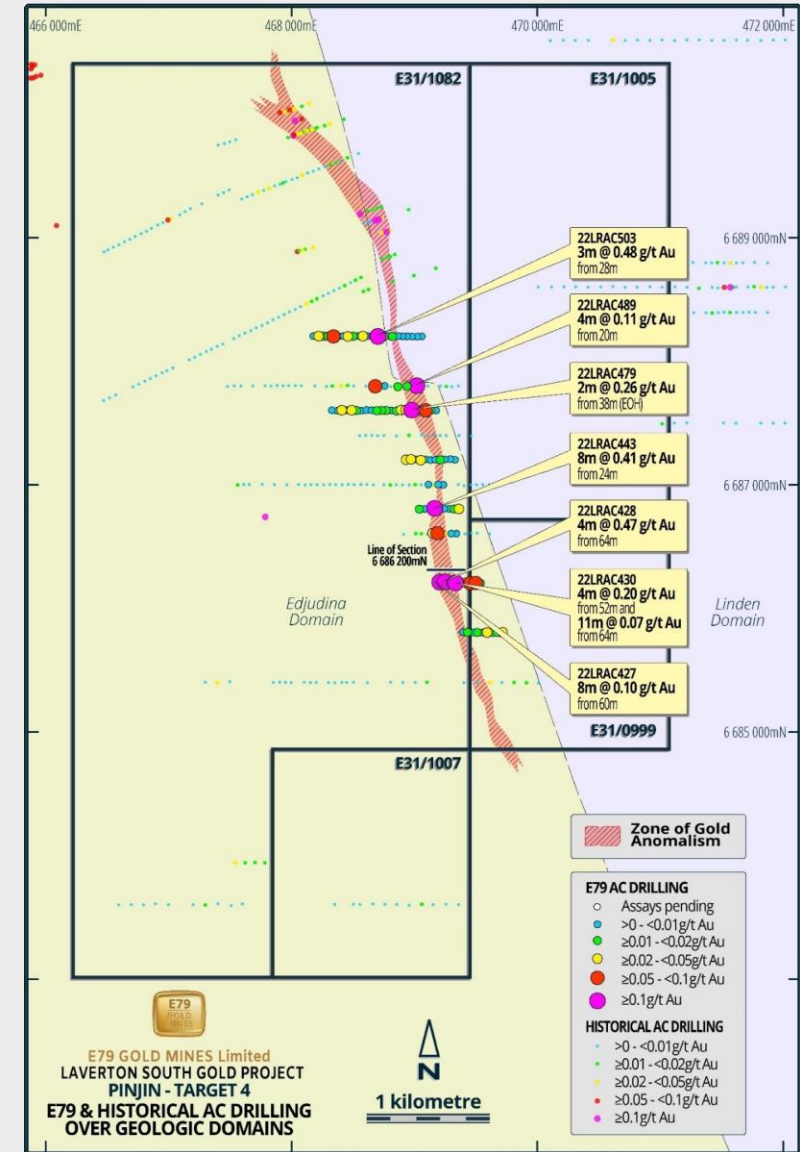 466 000mE
468 000mE
470 000mE
472 000mE
E31/1082
E31/1005
22LRAC503
3m @ 0.48 g/t Au
from 28m
6 689 000mN
22LRAC489
4m @ 0.11 g/t Au
from 20m
22LRAC479
2m @ 0.26 g/t Au
from 38m (EOH)
22LRAC443
8m @ 0.41 g/t Au
from 24m
6 687 000mN
22LRAC428
4m @ 0.47 g/t Au
from 64m
Line of Section
6 686 200mN
22LRAC430
4m @ 0.20 g/t Au
from 52m and
11m @ 0.07 g/t Au
from 64m
Edjudina
Domain
Linden
Domain
22LRAC427
8m @ 0.10 g/t Au
from 60m
E31/0999
6 685 000mN
E31/1007
Zone of Gold
Anomalism
E79 AC DRILLING
Assays pending
>0 - <0.01g/t Au
≥0.01 - <0.02g/t Au
≥0.02 - <0.05g/t Au
≥0.05 - <0.1g/t Au
≥0.1g/t Au
HISTORICAL AC DRILLING
>0 - <0.01g/t Au
≥0.01 - <0.02g/t Au
≥0.02 - <0.05g/t Au
≥0.05 - <0.1g/t Au
≥0.1g/t Au
E79
GOLD
MINES
E79 GOLD MINES Limited
LAVERTON SOUTH GOLD PROJECT
PINJIN - TARGET 4
E79 & HISTORICAL AC DRILLING
OVER GEOLOGIC DOMAINS
N
1 kilometre